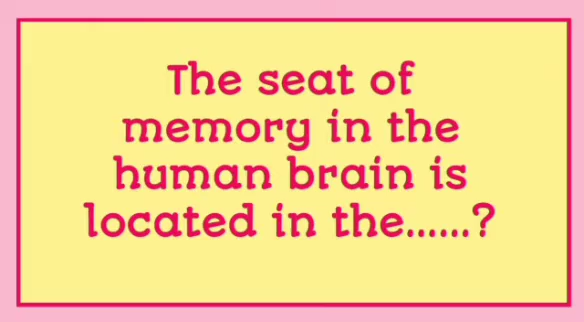 The seat of
memory in the
human brain is
located in the......?